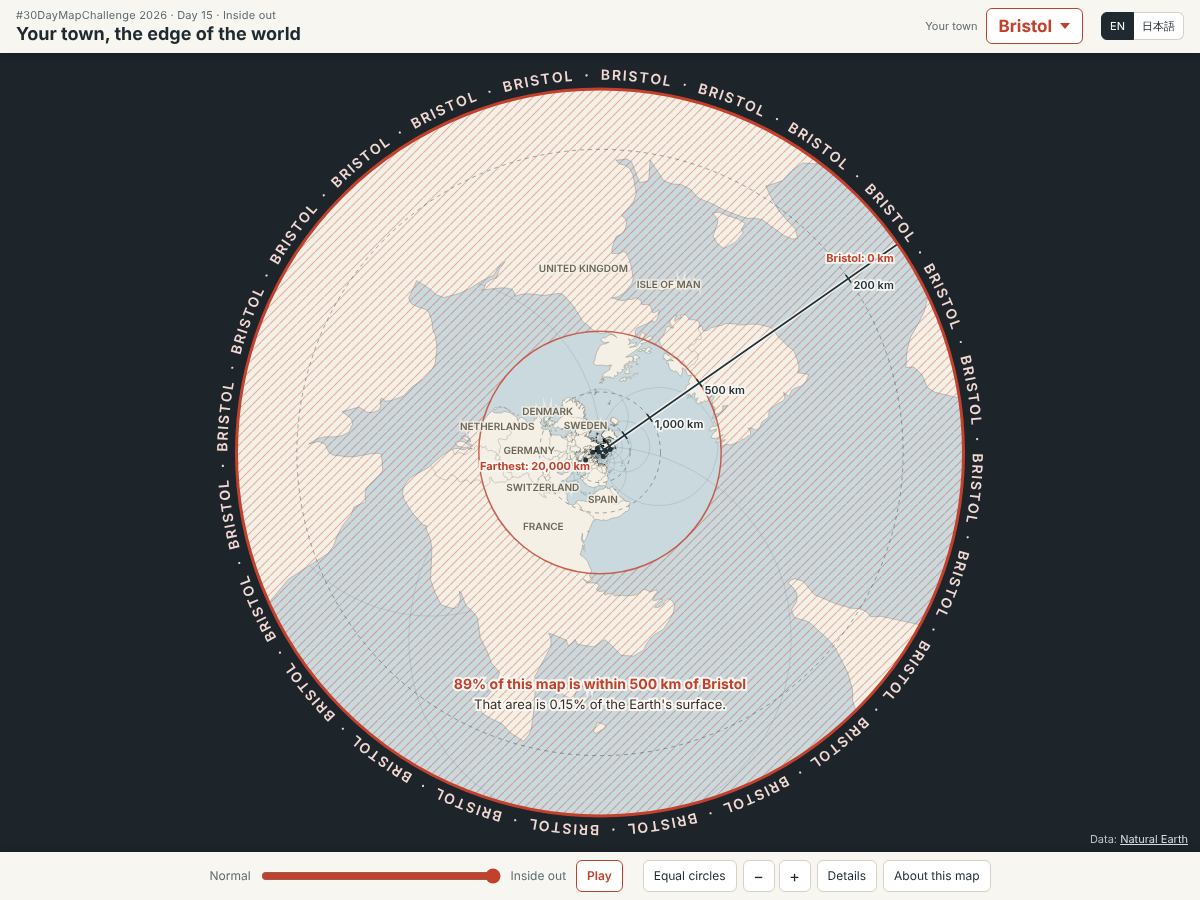 #30DayMapChallenge 2026 · Day 15 · Inside out
Your town, the edge of the world
Your town
Bristol
EN
日本語
BRISTOL · BRISTOL · BRISTOL · BRISTOL · BRISTOL · BRISTOL · BRISTOL · BRISTOL · BRISTOL · BRISTOL · BRISTOL · BRISTOL · BRISTOL · BRISTOL · BRISTOL · BRISTOL · BRISTOL · BRISTOL · BRISTOL · BRISTOL · BRISTOL · BRISTOL · BRISTOL ·
Bristol: 0 km
200 km
UNITED KINGDOM
ISLE OF MAN
500 km
DENMARK
NETHERLANDS
SWEDEN
1,000 km
GERMANY
Farthest: 20,000 km
SWITZERLAND
SPAIN
FRANCE
89% of this map is within 500 km of Bristol
That area is 0.15% of the Earth's surface.
Data: Natural Earth
Normal
Inside out
Play
Equal circles
−
+
Details
About this map